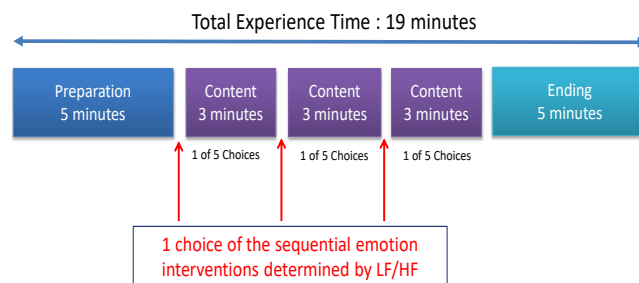 Total Experience Time : 19 minutes
Preparation
5 minutes
Content
3 minutes
Content
3 minutes
Content
3 minutes
Ending
5 minutes
1 of 5 Choices
1 of 5 Choices
1 of 5 Choices
1 choice of the sequential emotion
interventions determined by LF/HF